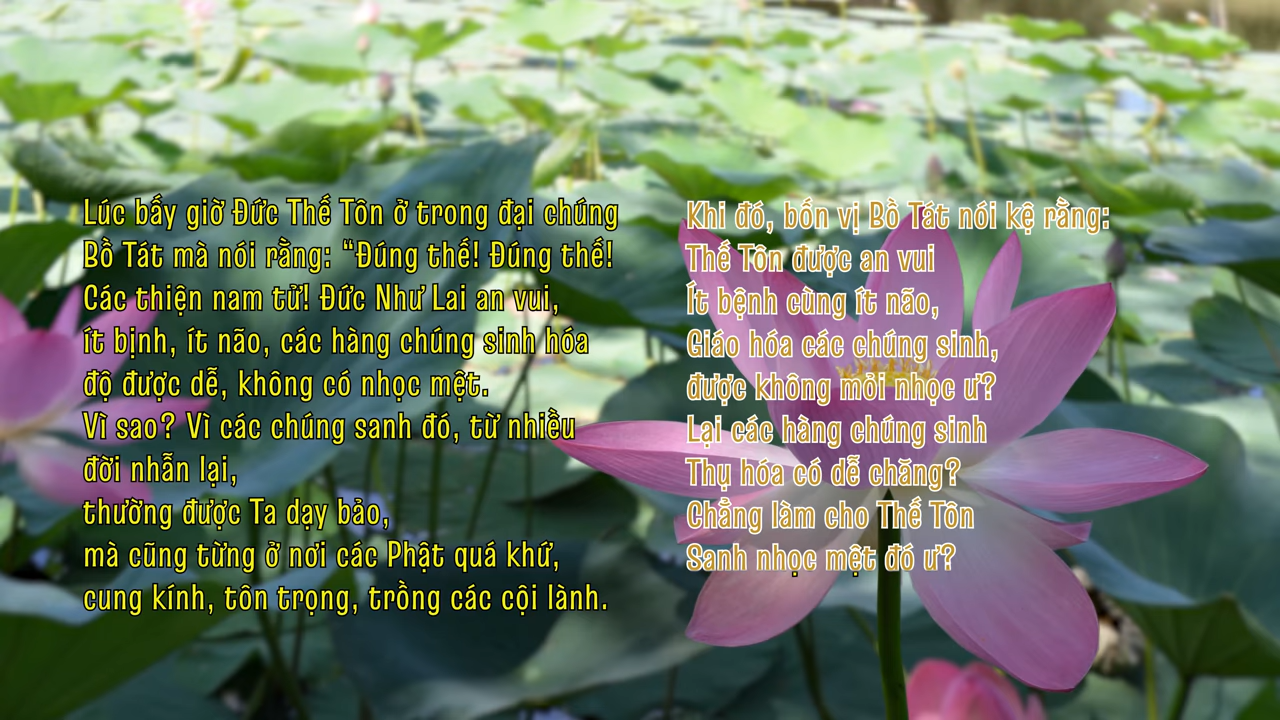 Lúc bấy giờ Đức Thế Tôn ở trong đại chúng
Bồ Tát mà nói rằng: “Đúng thế! Đúng thế!
Các thiện nam tử! Đức Như Lai an vui,
ít bịnh, ít não, các hàng chúng sinh hóa
độ được dễ, không có nhọc mệt.
Vì sao? Vì các chúng sanh đó, từ nhiều
đời nhẫn lại,
thường được Ta dạy bảo,
mà cũng từng ở nơi các Phật quá khứ,
cung kính, tôn trọng, trồng các cội lành.
Khi đó, bốn vị Bồ Tát nói kệ rằng:
Thế Tôn được an vui
Ít bệnh cùng ít não,
Giáo hóa các chúng sinh,
được không mỏi nhọc ư?
Lại các hàng chúng sinh
Thụ hóa có dễ chăng?
Chẳng làm cho Thế Tôn
Sanh nhọc mệt đó ư?